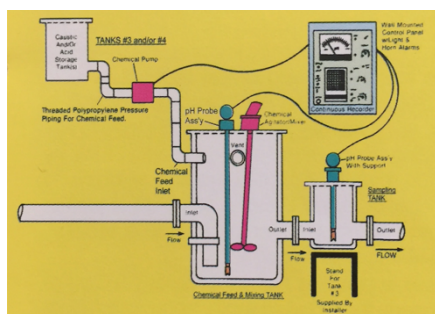 Caustic
And/Or
Acid
Storage
Tank(s)
TANKS #3 and/or #4
Chemical Pump
Threaded Polypropylene Pressure
Piping For Chemical Feed.
Wall Mounted
Control Panel
w/Light &
Horn Alarms
Continuous Recorder
pH Probe
Ass'y
Chemical
Agitator/Mixer
Vent
Chemical
Feed
Inlet
Inlet
Flow
Outlet
Flow
Chemical Feed & Mixing TANK
pH Probe Ass'y
With Support
Sampling
TANK
Inlet
Outlet
FLOW
Stand
For
Tank
#3
Supplied By
Installer